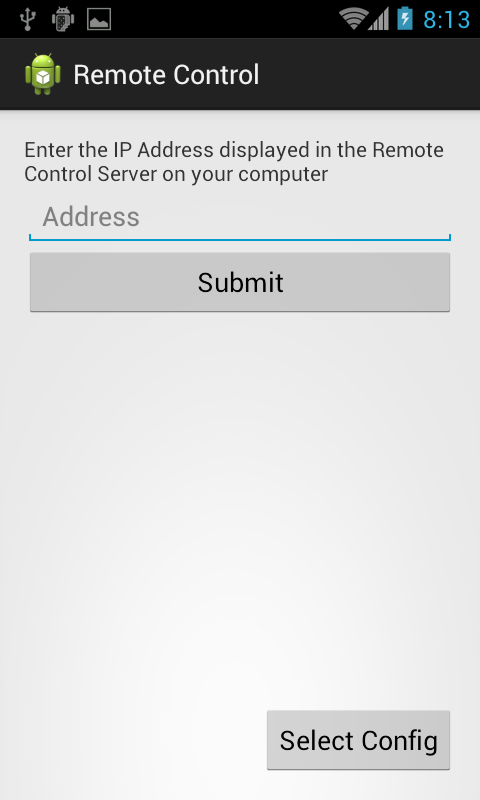 8:13
Remote Control
Enter the IP Address displayed in the Remote
Control Server on your computer
Address
Submit
Select Config